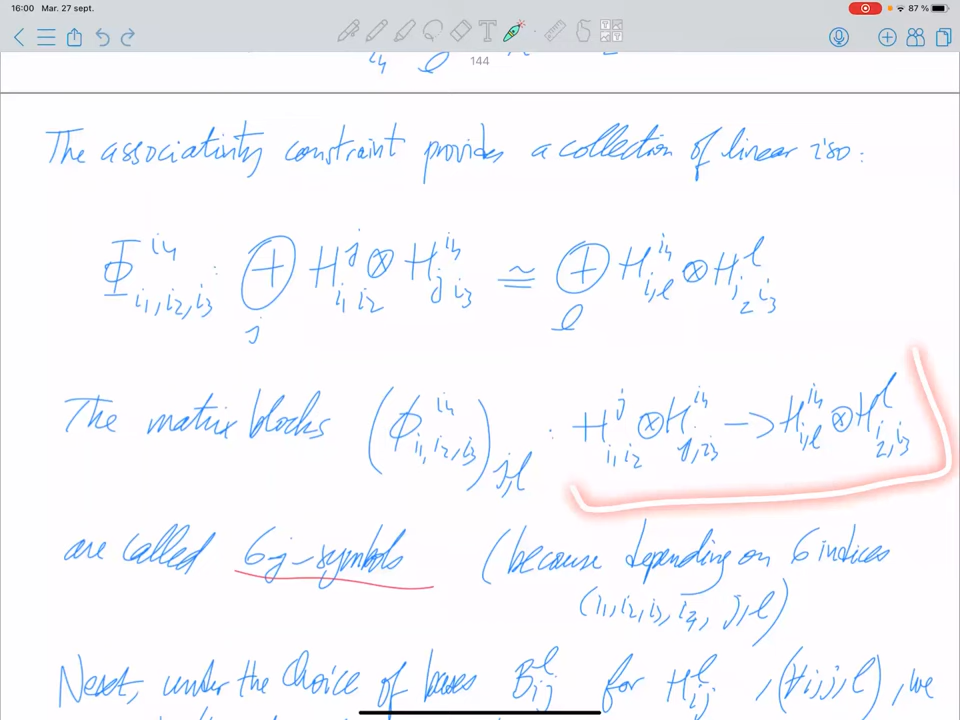 16:00 Mar. 27 sept. 87 %
144
The associativity constraint provides a collection of linear iso:
Φ^{i4}_{i1,i2,i3} : ⊕_j H^j_{i1 i2} ⊗ H^{i4}_{j i3} ≅ ⊕_l H^{i4}_{i1 l} ⊗ H^l_{i2 i3}
The matrix blocks (Φ^{i4}_{i1,i2,i3})_{j,l} : H^j_{i1 i2} ⊗ H^{i4}_{j,i3} → H^{i4}_{i1 l} ⊗ H^l_{i2,i3}
are called 6j-symbols (because depending on 6 indices
(i1,i2,i3,i4, j,l)
Next, under the choice of bases B^l_{ij} for H^l_{ij}, (∀i,j,l), we